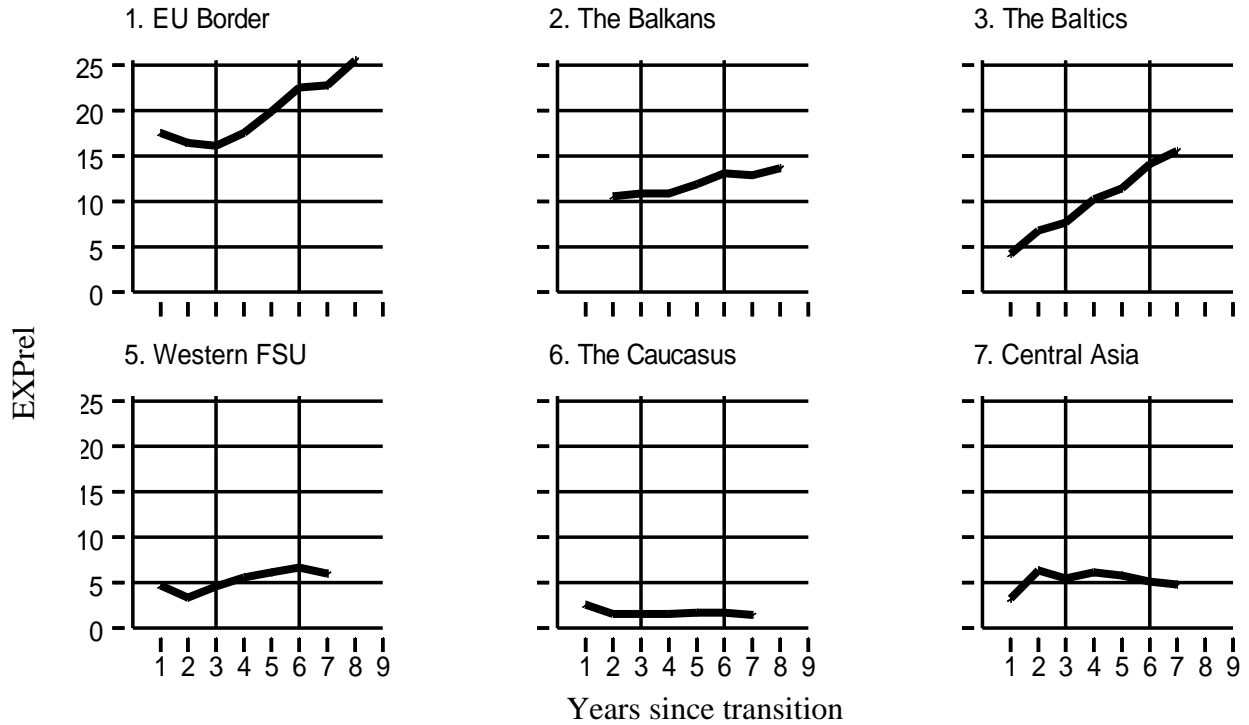 1. EU Border
2. The Balkans
3. The Baltics
25
20
15
10
5
0
5. Western FSU
6. The Caucasus
7. Central Asia
EXPrel
25
20
15
10
5
0
1 2 3 4 5 6 7 8 9
1 2 3 4 5 6 7 8 9
1 2 3 4 5 6 7 8 9
Years since transition